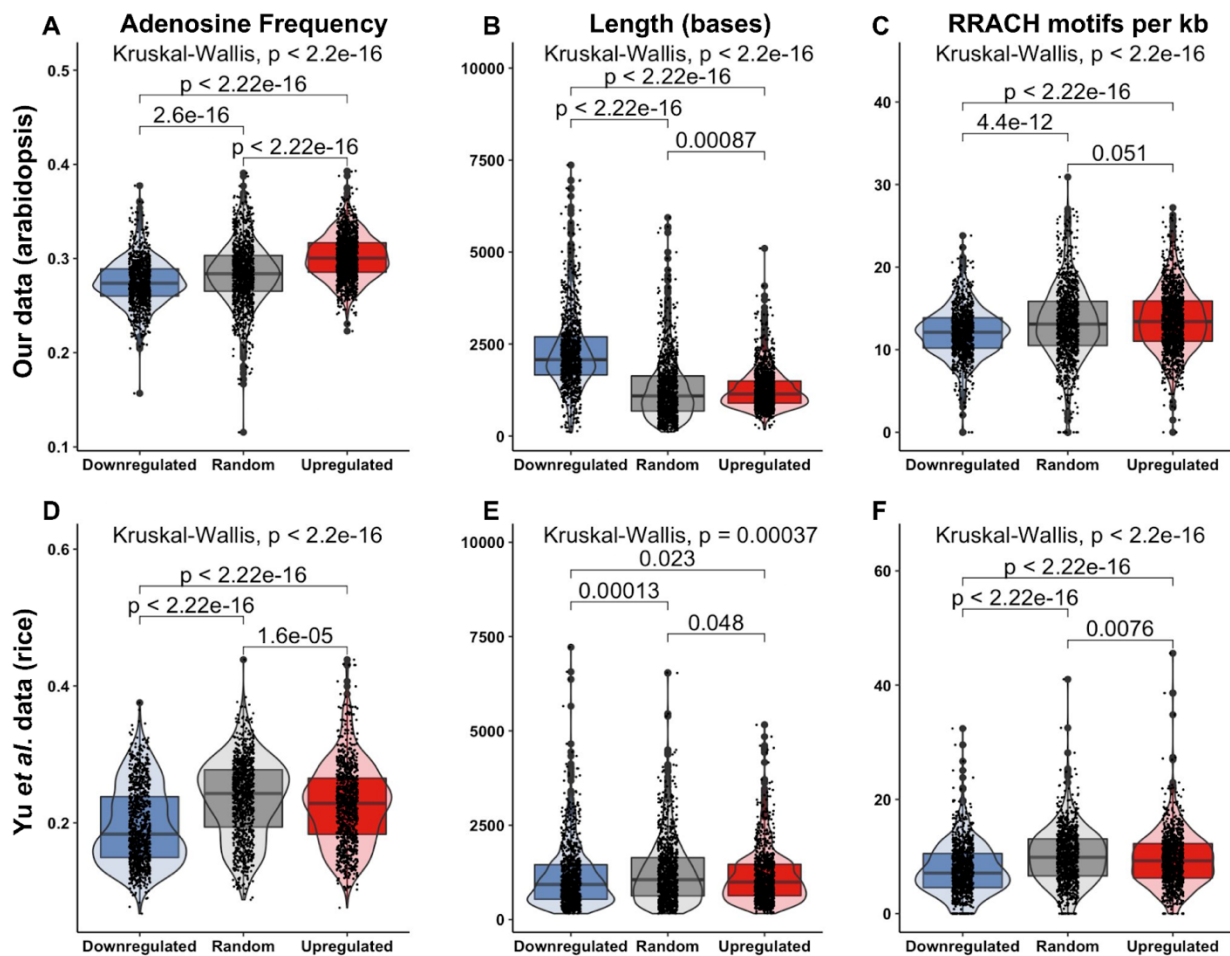 A Adenosine Frequency
Kruskal-Wallis, p < 2.2e-16
p < 2.22e-16
2.6e-16
p < 2.22e-16
Our data (arabidopsis)
0.5
0.4
0.3
0.2
0.1
Downregulated Random Upregulated
B Length (bases)
Kruskal-Wallis, p < 2.2e-16
p < 2.22e-16
p < 2.22e-16
0.00087
10000
7500
5000
2500
0
Downregulated Random Upregulated
C RRACH motifs per kb
Kruskal-Wallis, p < 2.2e-16
p < 2.22e-16
4.4e-12
0.051
40
30
20
10
0
Downregulated Random Upregulated
D
Kruskal-Wallis, p < 2.2e-16
p < 2.22e-16
p < 2.22e-16
1.6e-05
Yu et al. data (rice)
0.6
0.4
0.2
Downregulated Random Upregulated
E
Kruskal-Wallis, p = 0.00037
0.023
0.00013
0.048
10000
7500
5000
2500
0
Downregulated Random Upregulated
F
Kruskal-Wallis, p < 2.2e-16
p < 2.22e-16
p < 2.22e-16
0.0076
60
40
20
0
Downregulated Random Upregulated